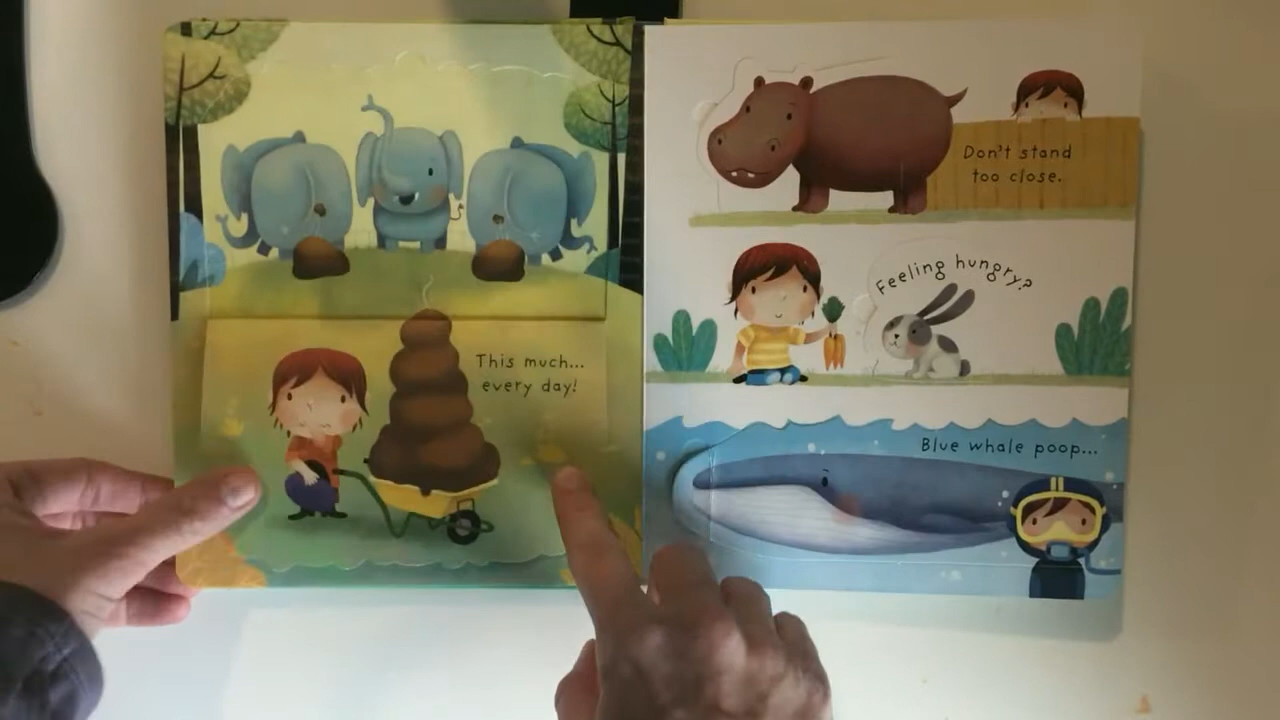 This much...
every day!
Don't stand
too close.
Feeling hungry?
Blue whale poop...